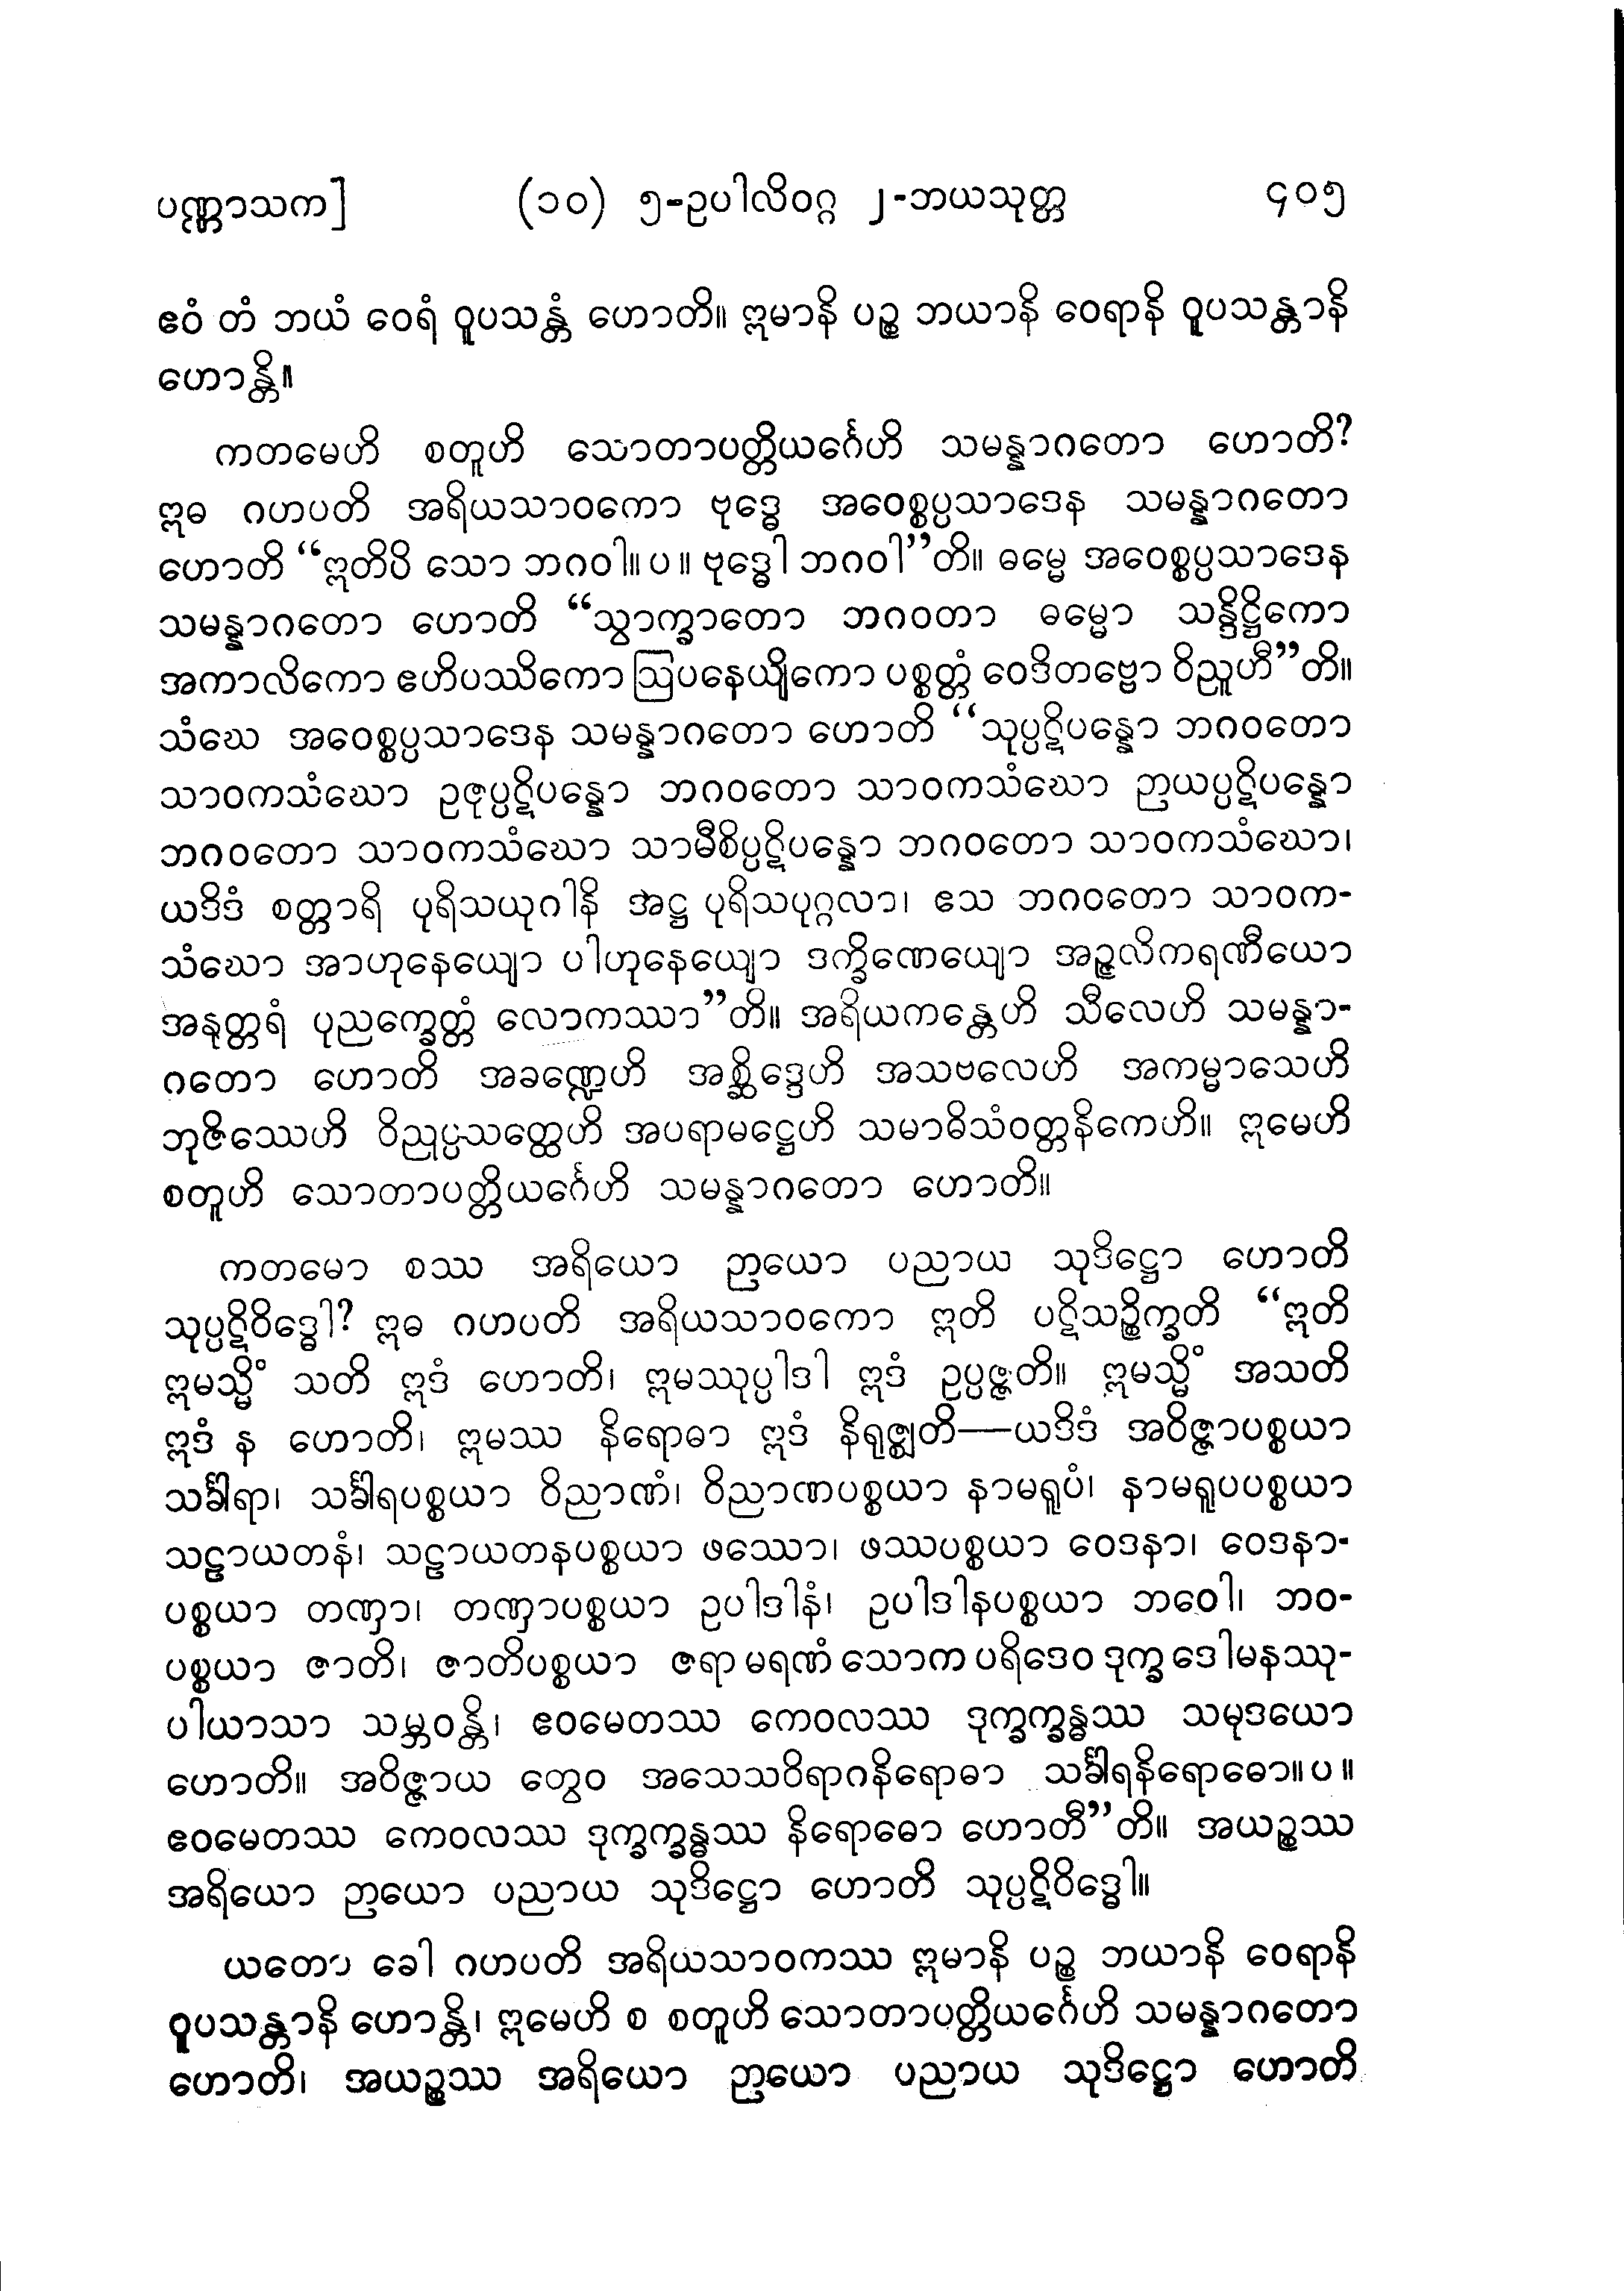 ပဏ္ဏာသက] (၁၀) ၅-ဥပါလိဝဂ္ဂ ၂-ဘယသုတ္တ ၄၀၅
ဧဝံ တံ ဘယံ ဝေရံ ဝူပသန္တံ ဟောတိ။ ဣမာနိ ပဉ္စ ဘယာနိ ဝေရာနိ ဝူပသန္တာနိ
ဟောန္တိ။
ကတမေဟိ စတူဟိ သောတာပတ္တိယင်္ဂေဟိ သမန္နာဂတော ဟောတိ?
ဣဓ ဂဟပတိ အရိယသာဝကော ဗုဒ္ဓေ အဝေစ္စပ္ပသာဒေန သမန္နာဂတော
ဟောတိ “ဣတိပိ သော ဘဂဝါ။ ပ ။ ဗုဒ္ဓေါ ဘဂဝါ”တိ။ ဓမ္မေ အဝေစ္စပ္ပသာဒေန
သမန္နာဂတော ဟောတိ “သွာက္ခာတော ဘဂဝတာ ဓမ္မော သန္ဒိဋ္ဌိကော
အကာလိကော ဧဟိပဿိကော ဩပနေယျိကော ပစ္စတ္တံ ဝေဒိတဗ္ဗော ဝိညူဟီ”တိ။
သံဃေ အဝေစ္စပ္ပသာဒေန သမန္နာဂတော ဟောတိ “သုပ္ပဋိပန္နော ဘဂဝတော
သာဝကသံဃော ဥဇုပ္ပဋိပန္နော ဘဂဝတော သာဝကသံဃော ဉာယပ္ပဋိပန္နော
ဘဂဝတော သာဝကသံဃော သာမီစိပ္ပဋိပန္နော ဘဂဝတော သာဝကသံဃော၊
ယဒိဒံ စတ္တာရိ ပုရိသယုဂါနိ အဋ္ဌ ပုရိသပုဂ္ဂလာ၊ ဧသ ဘဂဝတော သာဝက-
သံဃော အာဟုနေယျော ပါဟုနေယျော ဒက္ခိဏေယျော အဉ္ဇလိကရဏီယော
အနုတ္တရံ ပုညက္ခေတ္တံ လောကဿာ”တိ။ အရိယကန္တေဟိ သီလေဟိ သမန္နာ-
ဂတော ဟောတိ အခဏ္ဍေဟိ အစ္ဆိဒ္ဒေဟိ အသဗလေဟိ အကမ္မာသေဟိ
ဘုဇိဿေဟိ ဝိညုပ္ပသတ္ထေဟိ အပရာမဋ္ဌေဟိ သမာဓိသံဝတ္တနိကေဟိ။ ဣမေဟိ
စတူဟိ သောတာပတ္တိယင်္ဂေဟိ သမန္နာဂတော ဟောတိ။
ကတမော စဿ အရိယော ဉာယော ပညာယ သုဒိဋ္ဌော ဟောတိ
သုပ္ပဋိဝိဒ္ဓေါ? ဣဓ ဂဟပတိ အရိယသာဝကော ဣတိ ပဋိသဉ္စိက္ခတိ “ဣတိ
ဣမသ္မိံ သတိ ဣဒံ ဟောတိ၊ ဣမဿုပ္ပါဒါ ဣဒံ ဥပ္ပဇ္ဇတိ။ ဣမသ္မိံ အသတိ
ဣဒံ န ဟောတိ၊ ဣမဿ နိရောဓာ ဣဒံ နိရုဇ္ဈတိ—ယဒိဒံ အဝိဇ္ဇာပစ္စယာ
သင်္ခါရာ၊ သင်္ခါရပစ္စယာ ဝိညာဏံ၊ ဝိညာဏပစ္စယာ နာမရူပံ၊ နာမရူပပစ္စယာ
သဠာယတနံ၊ သဠာယတနပစ္စယာ ဖဿော၊ ဖဿပစ္စယာ ဝေဒနာ၊ ဝေဒနာ-
ပစ္စယာ တဏှာ၊ တဏှာပစ္စယာ ဥပါဒါနံ၊ ဥပါဒါနပစ္စယာ ဘဝေါ၊ ဘဝ-
ပစ္စယာ ဇာတိ၊ ဇာတိပစ္စယာ ဇရာ မရဏံ သောက ပရိဒေဝ ဒုက္ခ ဒေါမနဿု-
ပါယာသာ သမ္ဘဝန္တိ၊ ဧဝမေတဿ ကေဝလဿ ဒုက္ခက္ခန္ဓဿ သမုဒယော
ဟောတိ။ အဝိဇ္ဇာယ တွေဝ အသေသဝိရာဂနိရောဓာ သင်္ခါရနိရောဓော။ ပ ။
ဧဝမေတဿ ကေဝလဿ ဒုက္ခက္ခန္ဓဿ နိရောဓော ဟောတီ”တိ။ အယဉ္စဿ
အရိယော ဉာယော ပညာယ သုဒိဋ္ဌော ဟောတိ သုပ္ပဋိဝိဒ္ဓေါ။
ယတော ခေါ ဂဟပတိ အရိယသာဝကဿ ဣမာနိ ပဉ္စ ဘယာနိ ဝေရာနိ
ဝူပသန္တာနိ ဟောန္တိ၊ ဣမေဟိ စ စတူဟိ သောတာပတ္တိယင်္ဂေဟိ သမန္နာဂတော
ဟောတိ၊ အယဉ္စဿ အရိယော ဉာယော ပညာယ သုဒိဋ္ဌော ဟောတိ